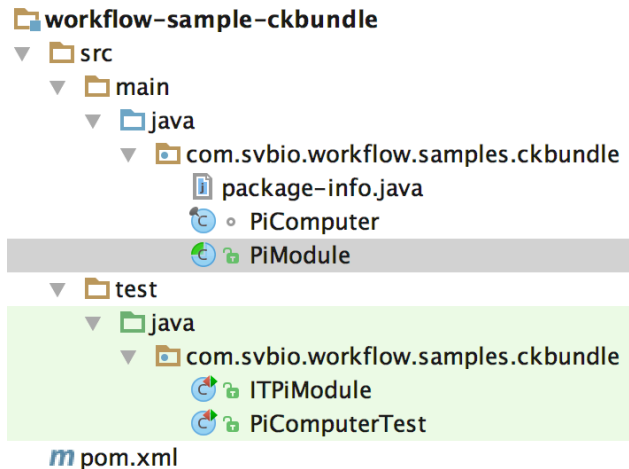 workflow-sample-ckbundle
src
main
java
com.svbio.workflow.samples.ckbundle
package-info.java
PiComputer
PiModule
test
java
com.svbio.workflow.samples.ckbundle
ITPiModule
PiComputerTest
pom.xml